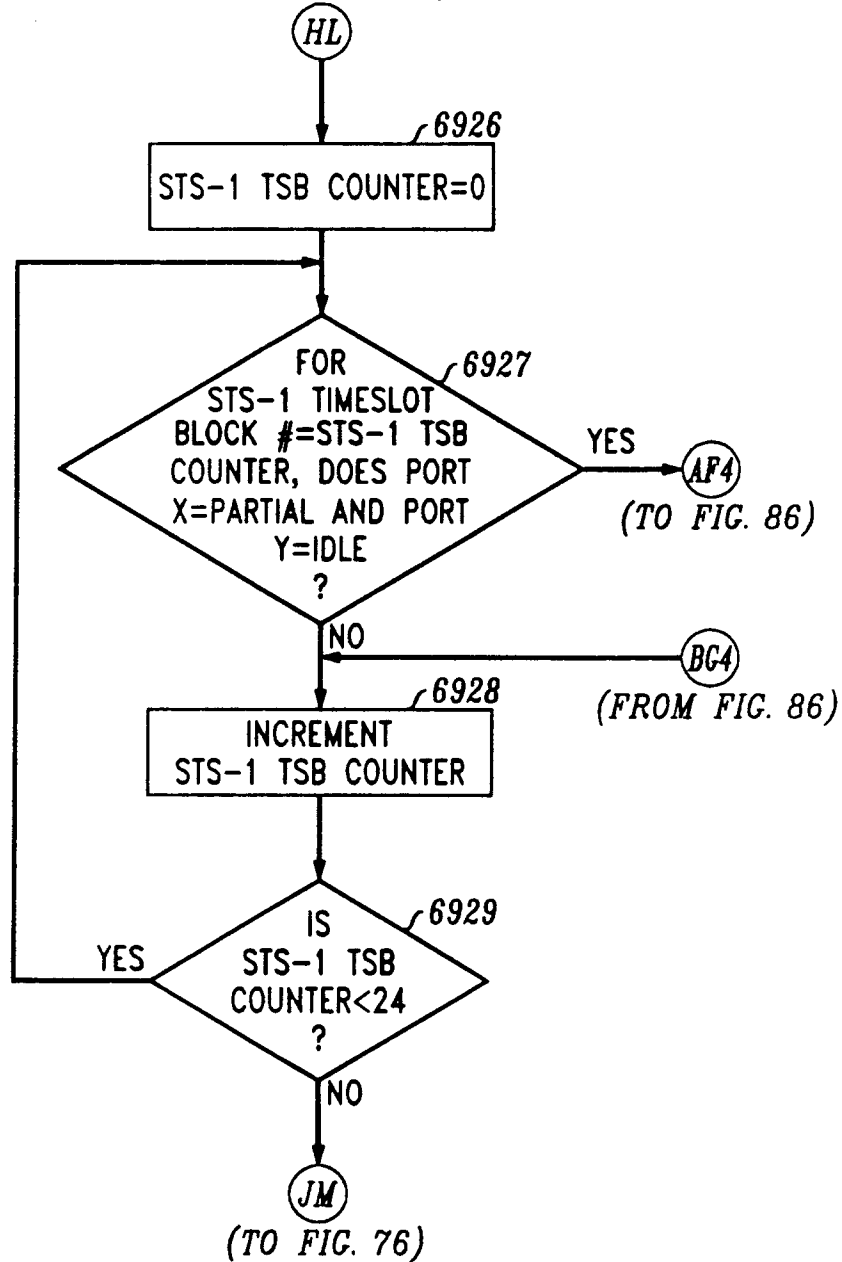 HL
6926
STS-1 TSB COUNTER=0
FOR
6927
STS-1 TIMESLOT
BLOCK #=STS-1 TSB
COUNTER, DOES PORT
X=PARTIAL AND PORT
Y=IDLE
?
YES
AF4
(TO FIG. 86)
NO
BG4
(FROM FIG. 86)
6928
INCREMENT
STS-1 TSB COUNTER
6929
IS
STS-1 TSB
COUNTER<24
?
YES
NO
JM
(TO FIG. 76)